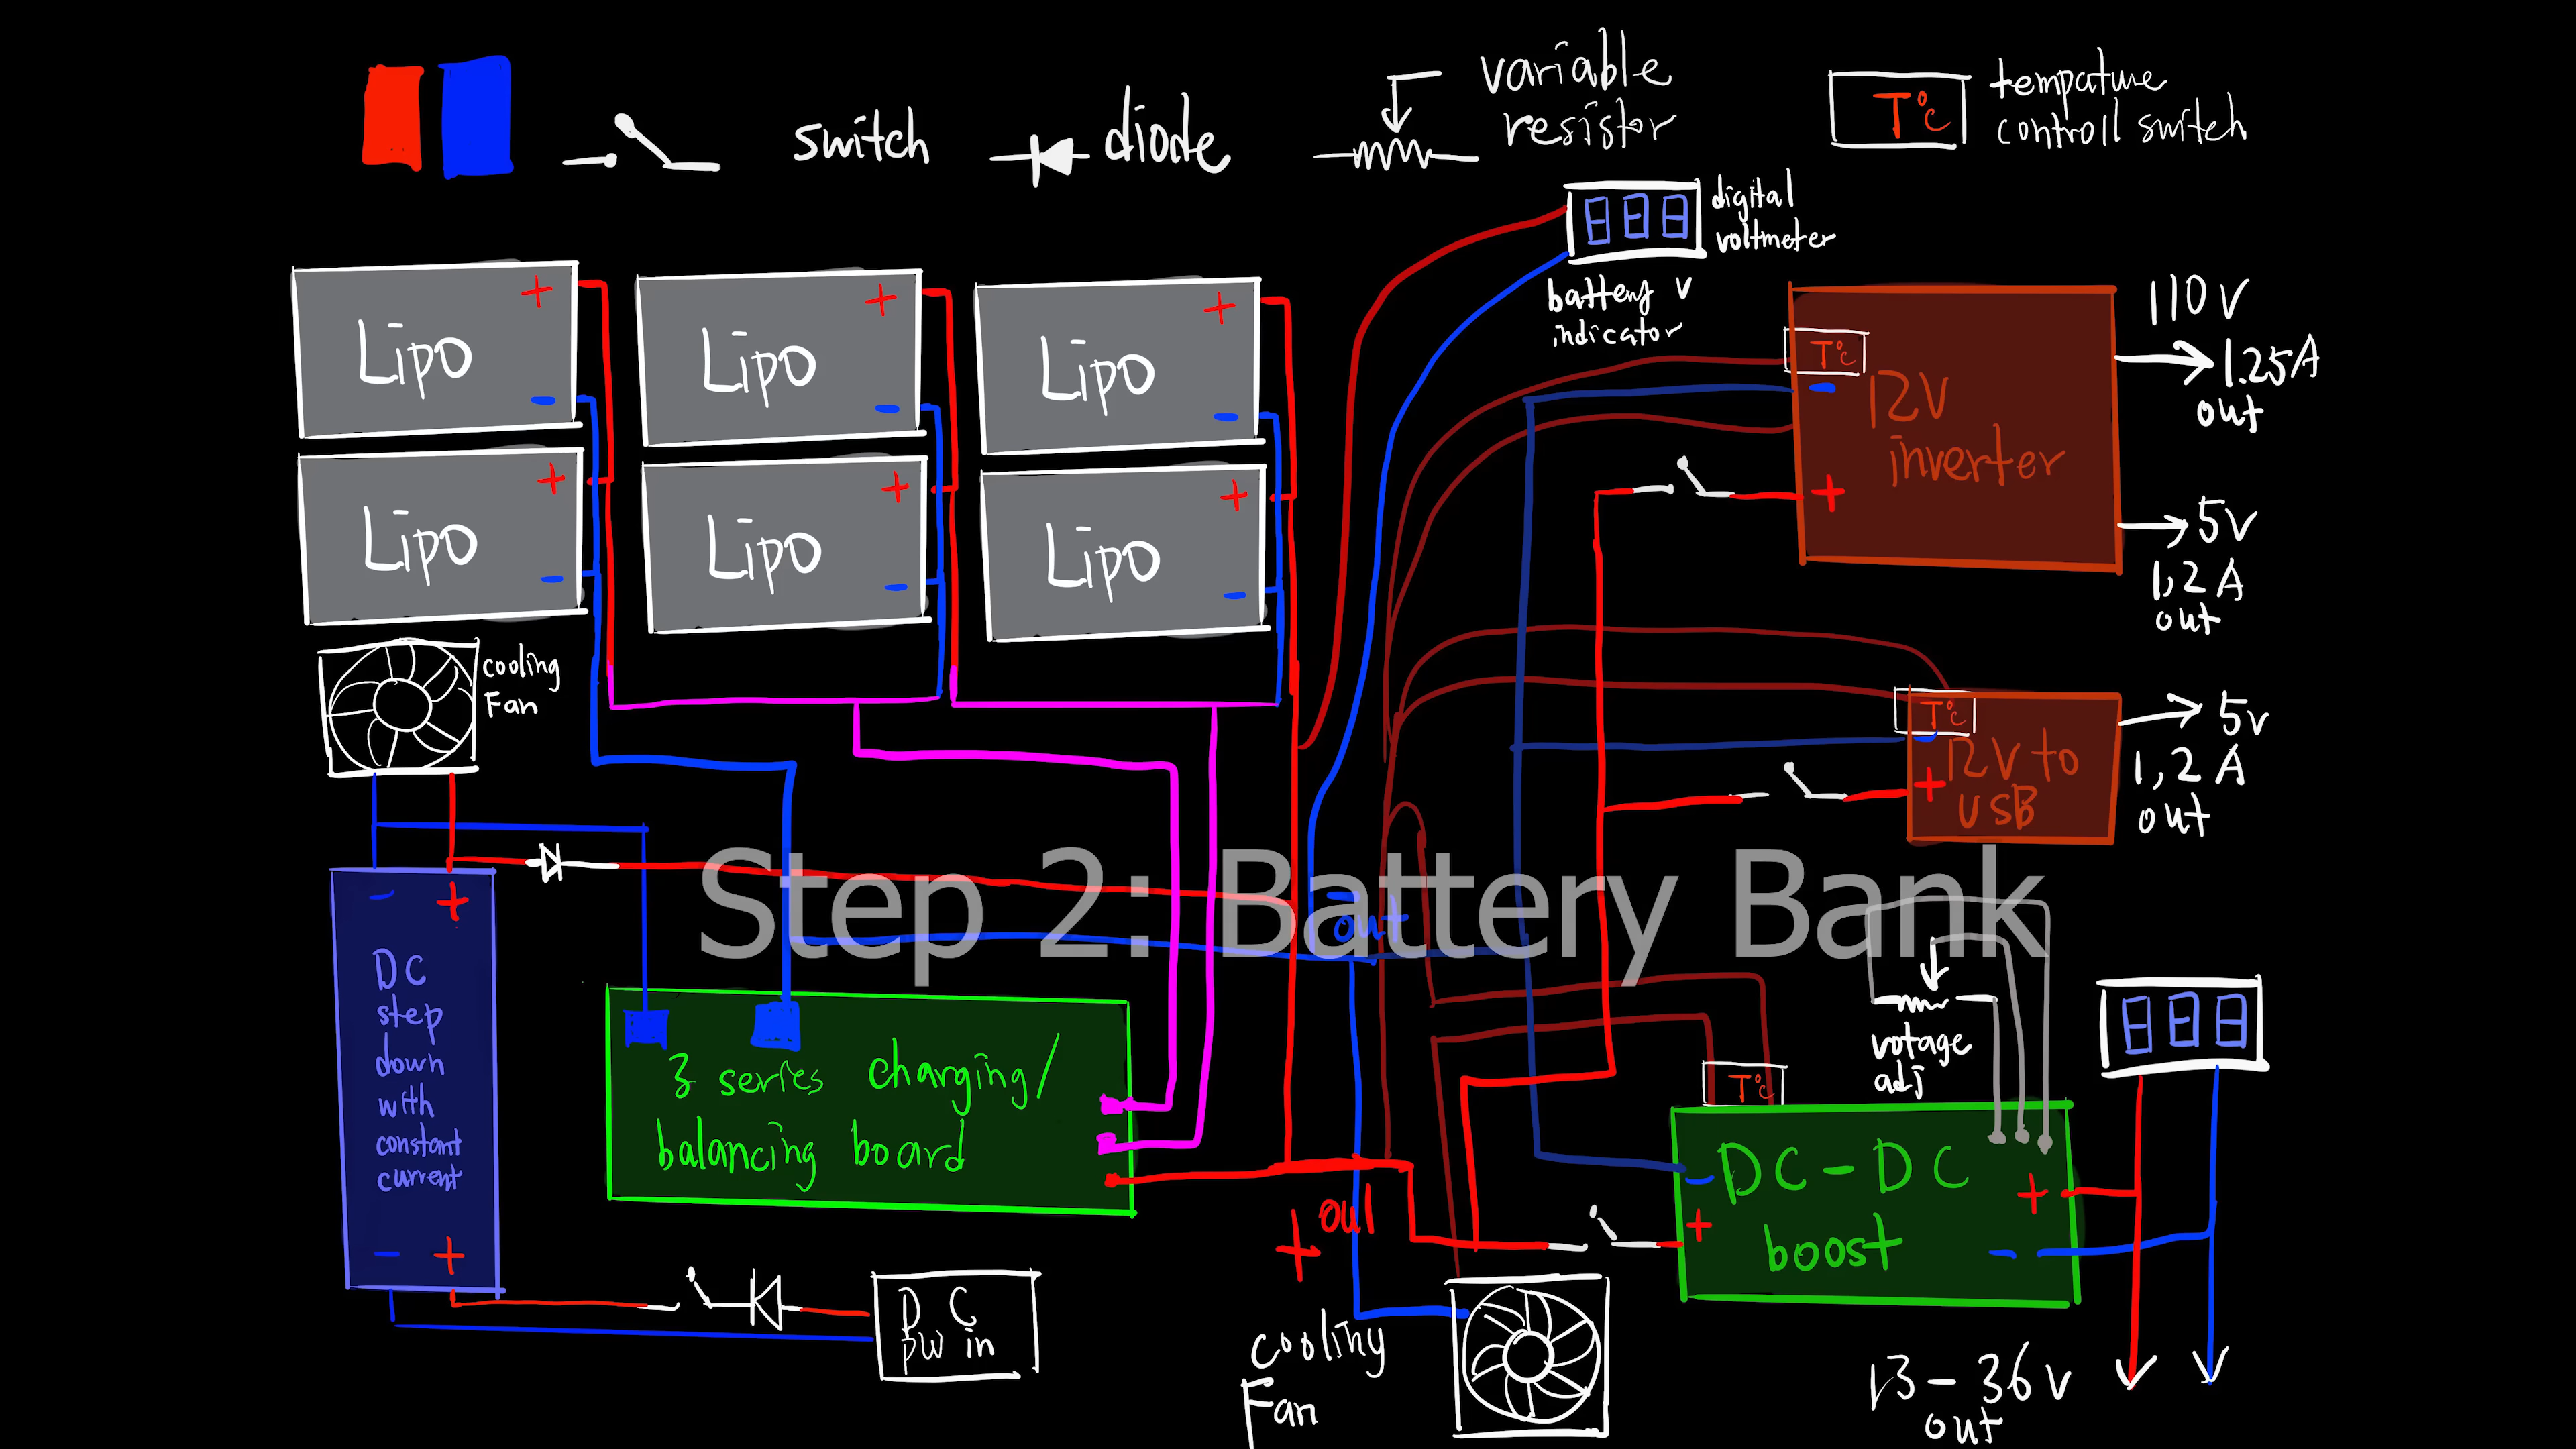 switch
diode
variable
resistor
T°c
tempature
controll switch
digital
voltmeter
battery v
indicator
+
Lipo
-
+
Lipo
-
+
Lipo
-
+
Lipo
-
+
Lipo
-
+
Lipo
-
T°c
-
12V
inverter
+
110V
1.25A
out
5V
1,2A
out
cooling
Fan
T°c
-
12V to
USB
+
5v
1,2A
out
Step 2: Battery Bank
- +
DC
step
down
with
constant
current
- +
-out
3 series charging/
balancing board
+out
votage
adj
T°c
-
DC-DC
boost
+
+
-
DC
pw in
cooling
Fan
13-36v
out